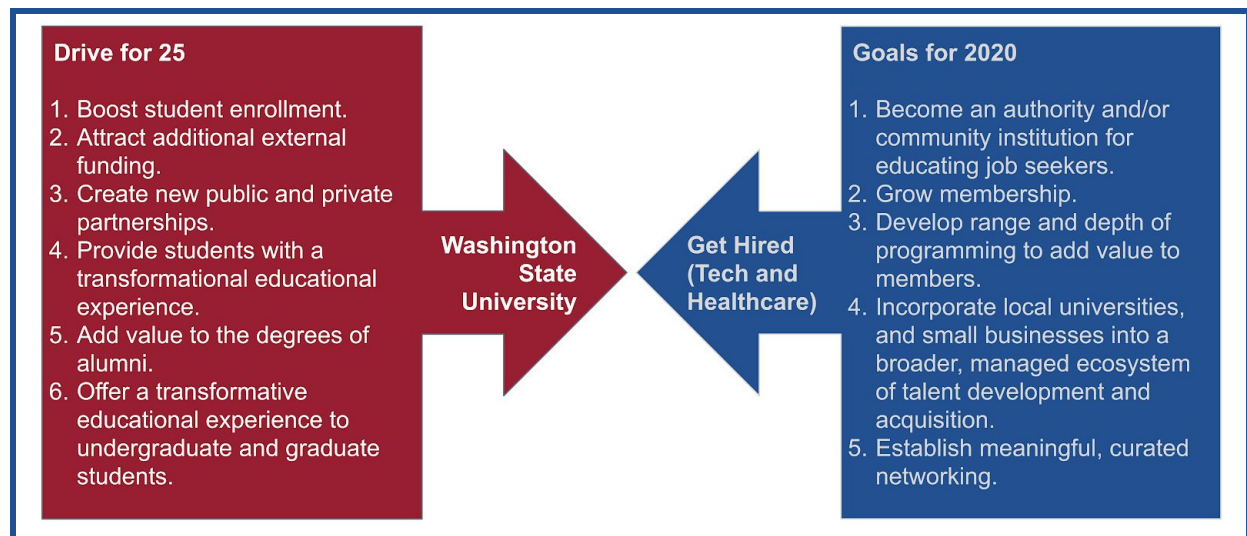 Drive for 25
1. Boost student enrollment.
2. Attract additional external
funding.
3. Create new public and private
partnerships.
4. Provide students with a
transformational educational
experience.
5. Add value to the degrees of
alumni.
6. Offer a transformative
educational experience to
undergraduate and graduate
students.
Washington
State
University
Get Hired
(Tech and
Healthcare)
Goals for 2020
1. Become an authority and/or
community institution for
educating job seekers.
2. Grow membership.
3. Develop range and depth of
programming to add value to
members.
4. Incorporate local universities,
and small businesses into a
broader, managed ecosystem
of talent development and
acquisition.
5. Establish meaningful, curated
networking.